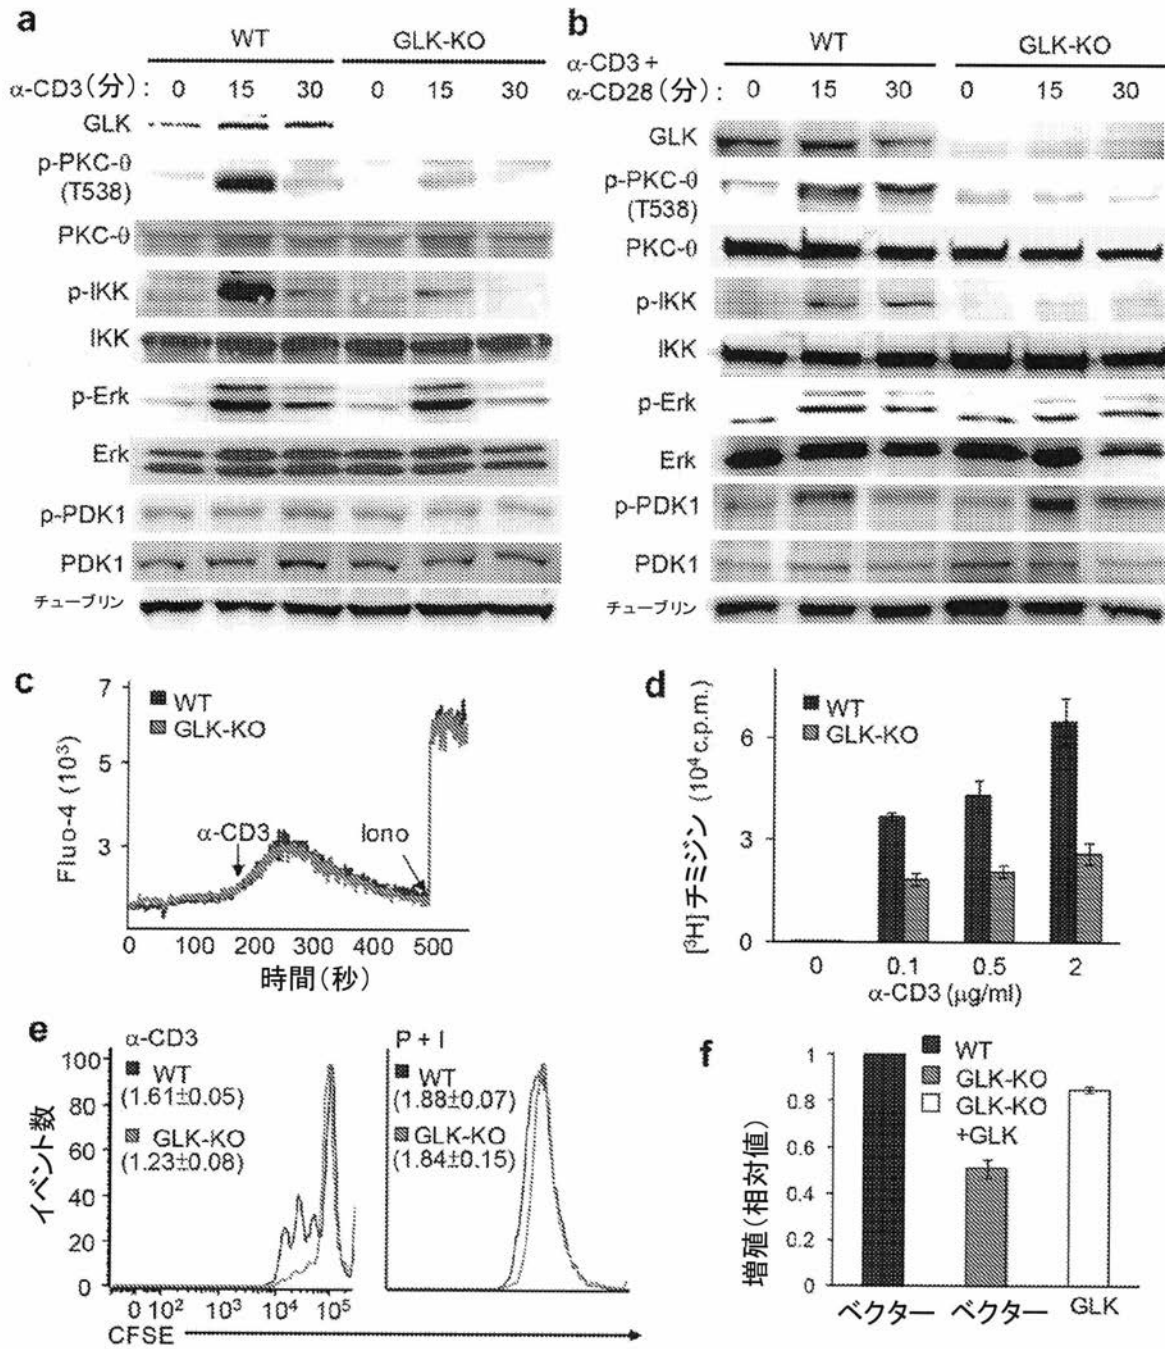 a
WT GLK-KO
α-CD3(分): 0 15 30 0 15 30
GLK
p-PKC-θ
(T538)
PKC-θ
p-IKK
IKK
p-Erk
Erk
p-PDK1
PDK1
チューブリン
b
WT GLK-KO
α-CD3 +
α-CD28(分): 0 15 30 0 15 30
GLK
p-PKC-θ
(T538)
PKC-θ
p-IKK
IKK
p-Erk
Erk
p-PDK1
PDK1
チューブリン
c
7
5
3
Fluo-4 (10³)
WT
GLK-KO
α-CD3
Iono
0 100 200 300 400 500
時間(秒)
d
[³H]チミジン (10⁴c.p.m.)
6
3
0
WT
GLK-KO
0 0.1 0.5 2
α-CD3 (μg/ml)
e
イベント数
100
80
60
40
20
0
α-CD3
WT
(1.61±0.05)
GLK-KO
(1.23±0.08)
P + I
WT
(1.88±0.07)
GLK-KO
(1.84±0.15)
0 10² 10³ 10⁴ 10⁵
CFSE
f
増殖(相対値)
1
0.8
0.6
0.4
0.2
0
WT
GLK-KO
GLK-KO
+GLK
ベクター ベクター GLK